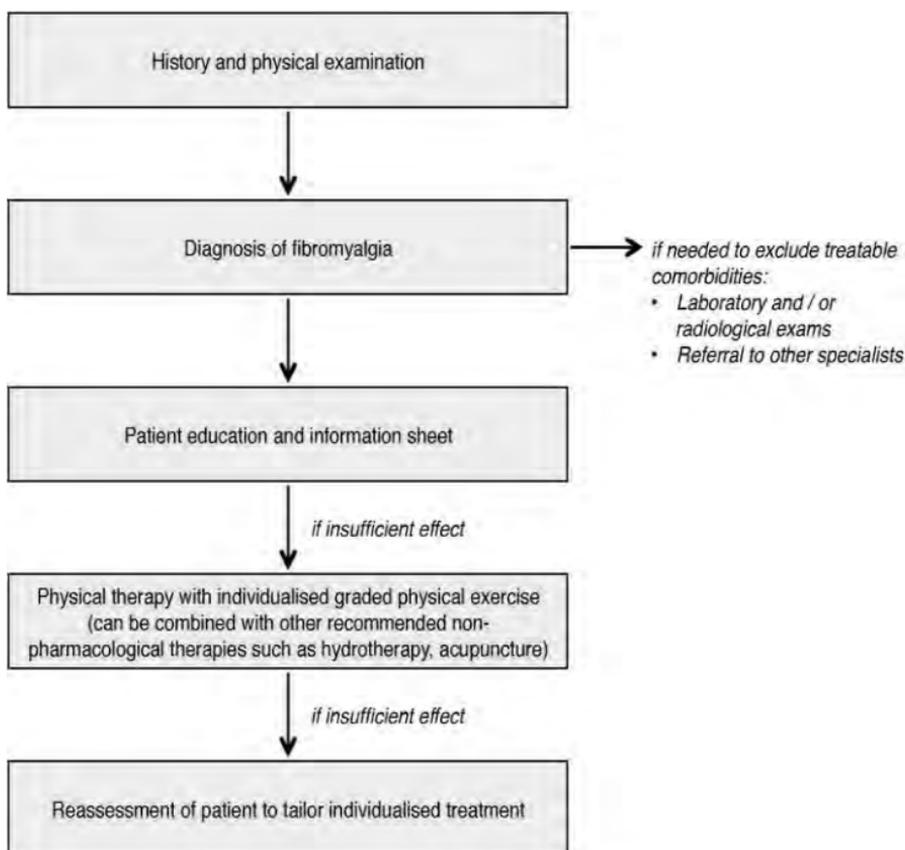 History and physical examination
Diagnosis of fibromyalgia
if needed to exclude treatable
comorbidities:
• Laboratory and / or
radiological exams
• Referral to other specialists
Patient education and information sheet
if insufficient effect
Physical therapy with individualised graded physical exercise
(can be combined with other recommended non-
pharmacological therapies such as hydrotherapy, acupuncture)
if insufficient effect
Reassessment of patient to tailor individualised treatment